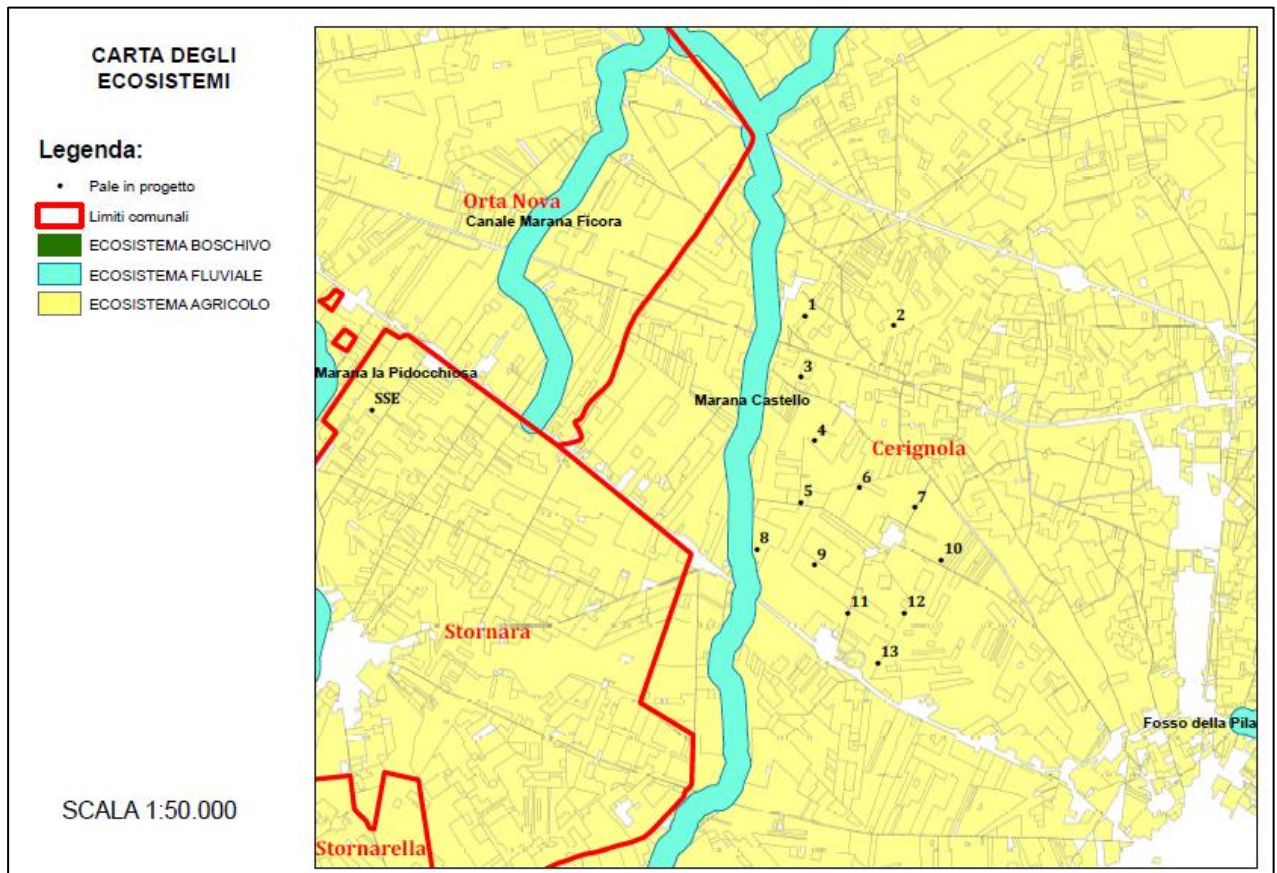 CARTA DEGLI
ECOSISTEMI
Legenda:
Pale in progetto
Limiti comunali
ECOSISTEMA BOSCHIVO
ECOSISTEMA FLUVIALE
ECOSISTEMA AGRICOLO
SCALA 1:50.000
Orta Nova
Canale Marana Ficora
1
2
Marana la Pidocchiosa
3
SSE
Marana Castello
4
Cerignola
6
5
7
8
9
10
11
12
Stornara
13
Fosso della Pila
Stornarella